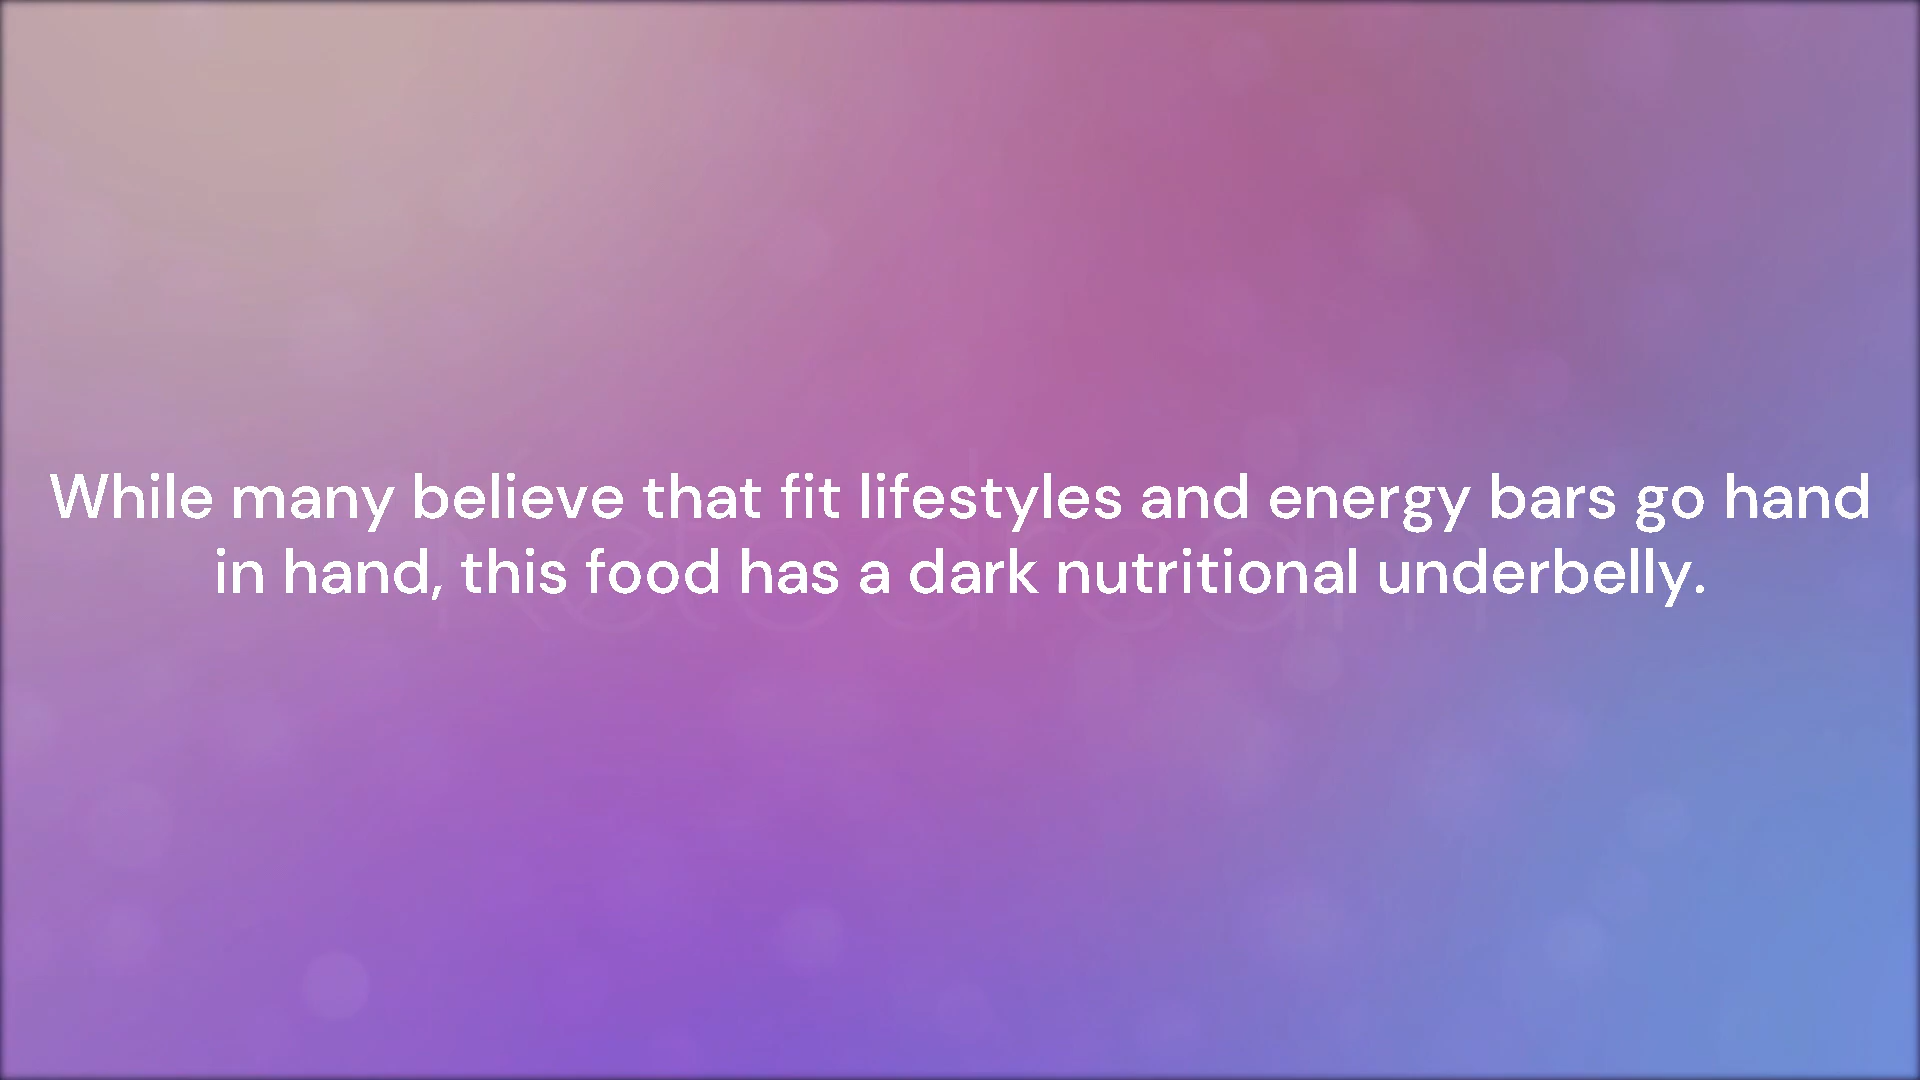 While many believe that fit lifestyles and energy bars go hand
in hand, this food has a dark nutritional underbelly.
Ketodream